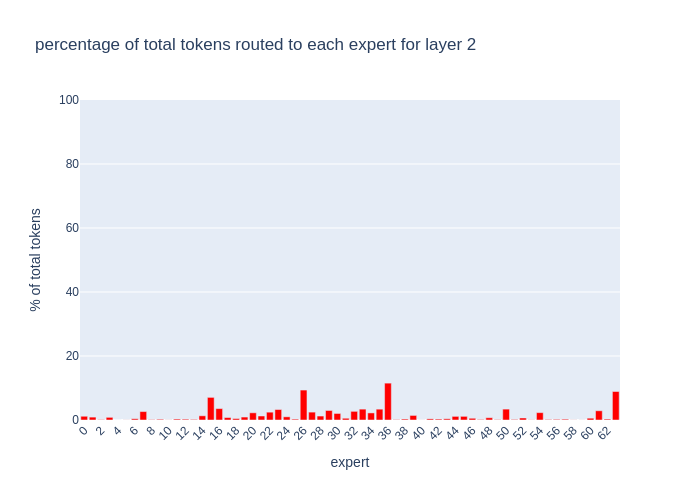 percentage of total tokens routed to each expert for layer 2
100
80
60
40
20
0
% of total tokens
0 2 4 6 8 10 12 14 16 18 20 22 24 26 28 30 32 34 36 38 40 42 44 46 48 50 52 54 56 58 60 62
expert